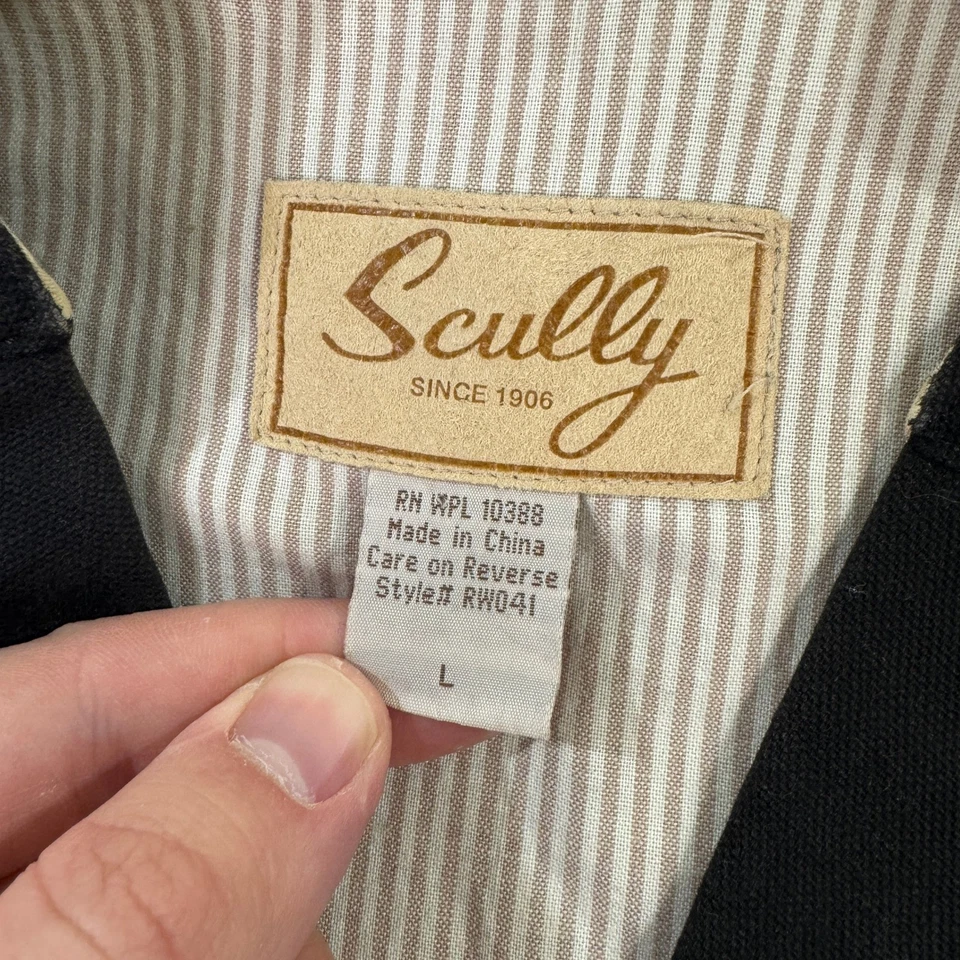 Scully
SINCE 1906
RN WPL 10388
Made in China
Care on Reverse
Style# RW041
L